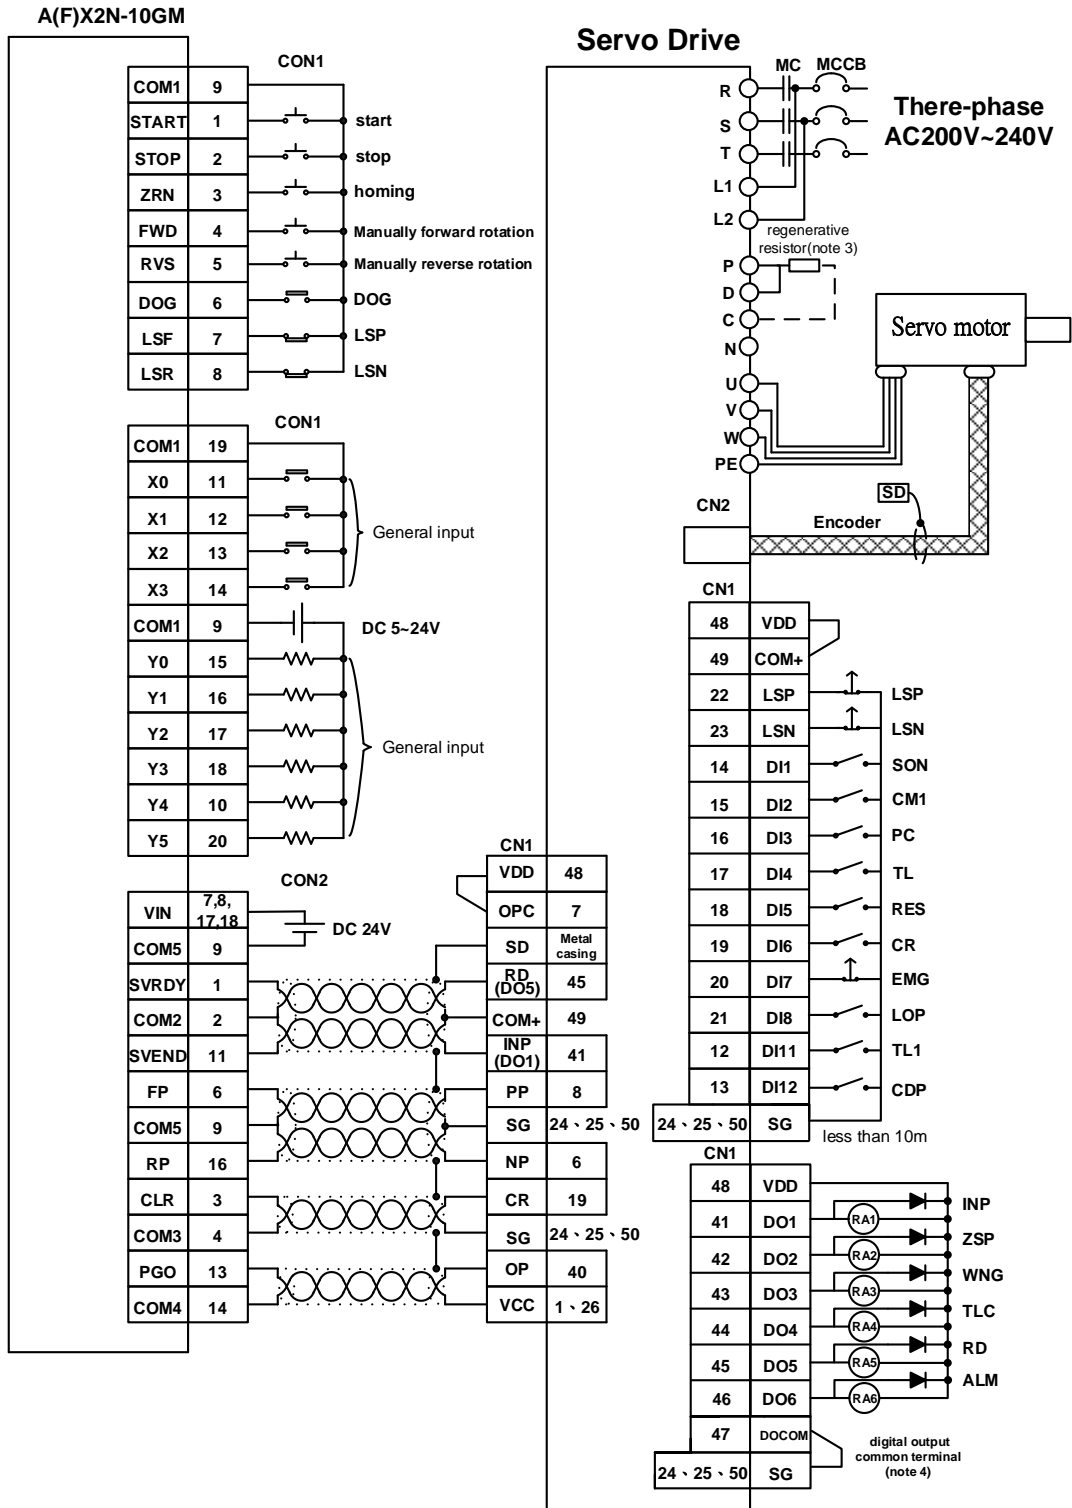 A(F)X2N-10GM
CON1
COM1 9
START 1 start
STOP 2 stop
ZRN 3 homing
FWD 4 Manually forward rotation
RVS 5 Manually reverse rotation
DOG 6 DOG
LSF 7 LSP
LSR 8 LSN
CON1
COM1 19
X0 11
X1 12
X2 13
X3 14
General input
COM1 9 DC 5~24V
Y0 15
Y1 16
Y2 17
Y3 18
Y4 10
Y5 20
General input
CON2
VIN 7,8, 17,18
DC 24V
COM5 9
SVRDY 1
COM2 2
SVEND 11
FP 6
COM5 9
RP 16
CLR 3
COM3 4
PGO 13
COM4 14
CN1
VDD 48
OPC 7
SD Metal casing
RD (DO5) 45
COM+ 49
INP (DO1) 41
PP 8
SG 24、25、50
NP 6
CR 19
SG 24、25、50
OP 40
VCC 1、26
Servo Drive
MC MCCB
R
S
T
L1
L2
There-phase
AC200V~240V
regenerative
resistor(note 3)
P
D
C
N
U
V
W
PE
Servo motor
SD
CN2
Encoder
CN1
48 VDD
49 COM+
22 LSP LSP
23 LSN LSN
14 DI1 SON
15 DI2 CM1
16 DI3 PC
17 DI4 TL
18 DI5 RES
19 DI6 CR
20 DI7 EMG
21 DI8 LOP
12 DI11 TL1
13 DI12 CDP
24、25、50 SG
less than 10m
CN1
48 VDD
41 DO1 RA1 INP
42 DO2 RA2 ZSP
43 DO3 RA3 WNG
44 DO4 RA4 TLC
45 DO5 RA5 RD
46 DO6 RA6 ALM
47 DOCOM
24、25、50 SG
digital output
common terminal
(note 4)